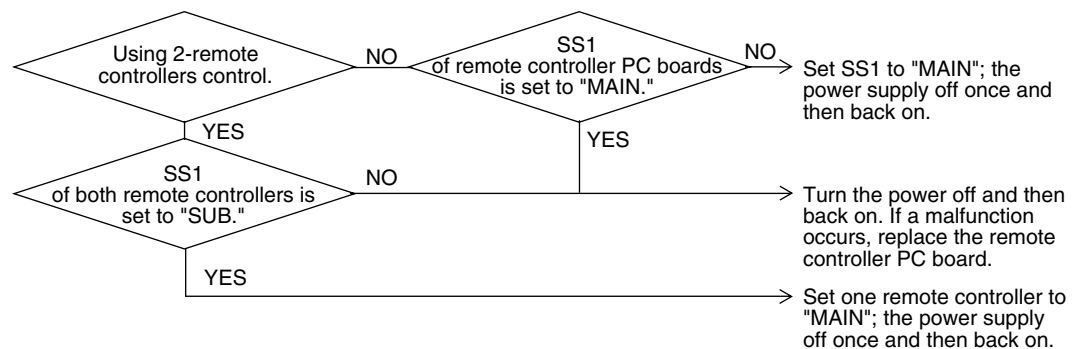 Using 2-remote
controllers control.
NO
SS1
of remote controller PC boards
is set to "MAIN."
NO
Set SS1 to "MAIN"; the
power supply off once and
then back on.
YES
YES
SS1
of both remote controllers is
set to "SUB."
NO
Turn the power off and then
back on. If a malfunction
occurs, replace the remote
controller PC board.
YES
Set one remote controller to
"MAIN"; the power supply
off once and then back on.